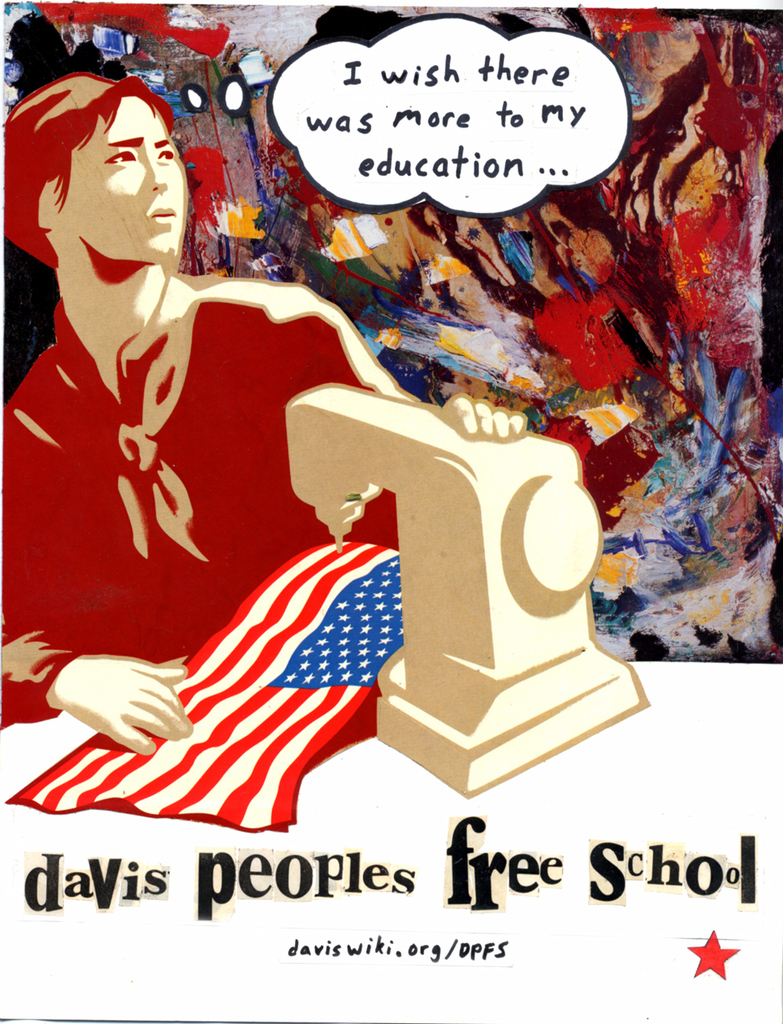 I wish there
was more to my
education...
davis peoples free school
daviswiki.org/DPFS